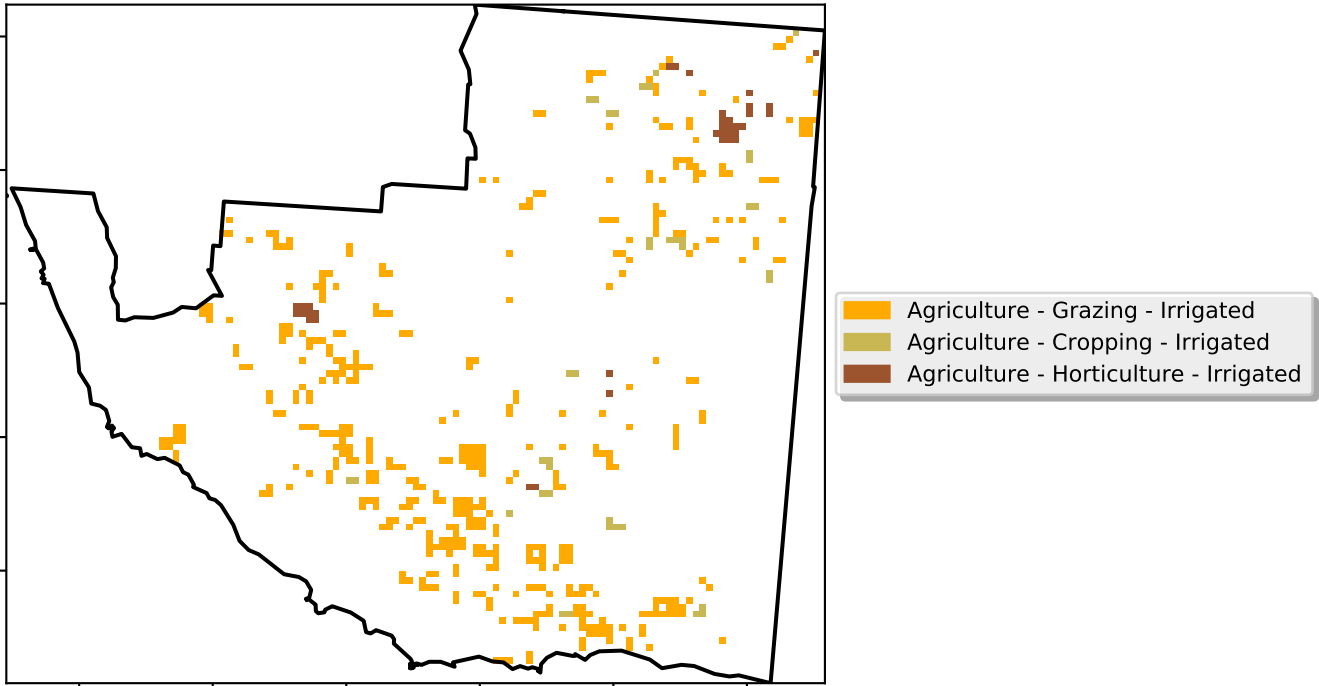 Agriculture - Grazing - Irrigated
Agriculture - Cropping - Irrigated
Agriculture - Horticulture - Irrigated